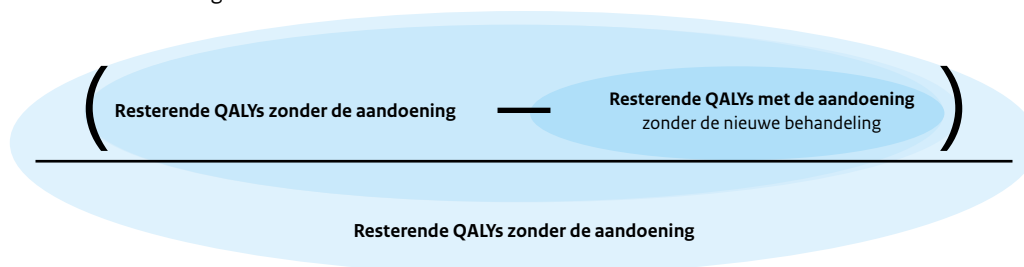 ( Resterende QALYs zonder de aandoening — Resterende QALYs met de aandoening )
zonder de nieuwe behandeling
Resterende QALYs zonder de aandoening